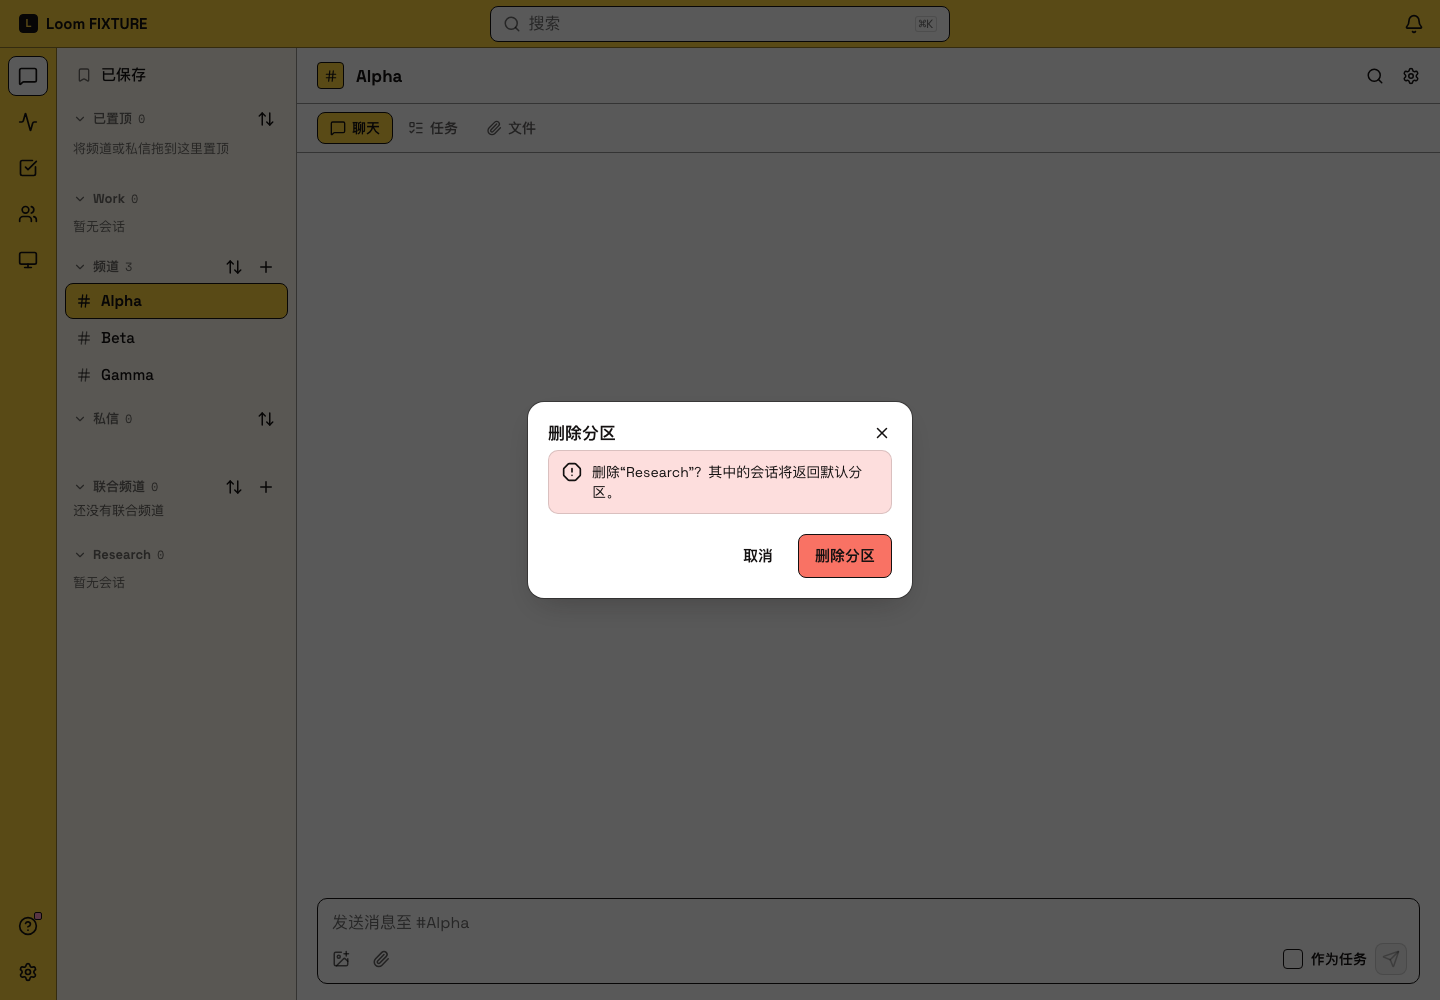 L Loom FIXTURE
搜索 ⌘K
已保存
已置顶 0
将频道或私信拖到这里置顶
Work 0
暂无会话
频道 3
# Alpha
# Beta
# Gamma
私信 0
联合频道 0
还没有联合频道
Research 0
暂无会话
# Alpha
聊天 任务 文件
删除分区
删除“Research”？其中的会话将返回默认分
区。
取消 删除分区
发送消息至 #Alpha
作为任务